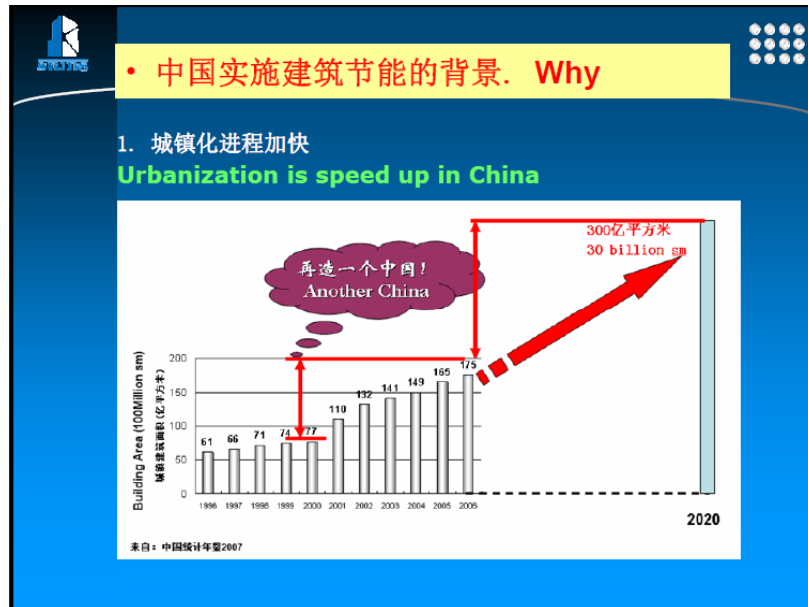 • 中国实施建筑节能的背景. Why
1. 城镇化进程加快
Urbanization is speed up in China
300亿平方米
30 billion sm
再造一个中国!
Another China
Building Area (100Million sm)
城镇建筑面积(亿平方米)
200
150
100
50
0
61 66 71 74 77 110 132 141 149 165 175
1996 1997 1998 1999 2000 2001 2002 2003 2004 2005 2006
2020
来自: 中国统计年鉴2007